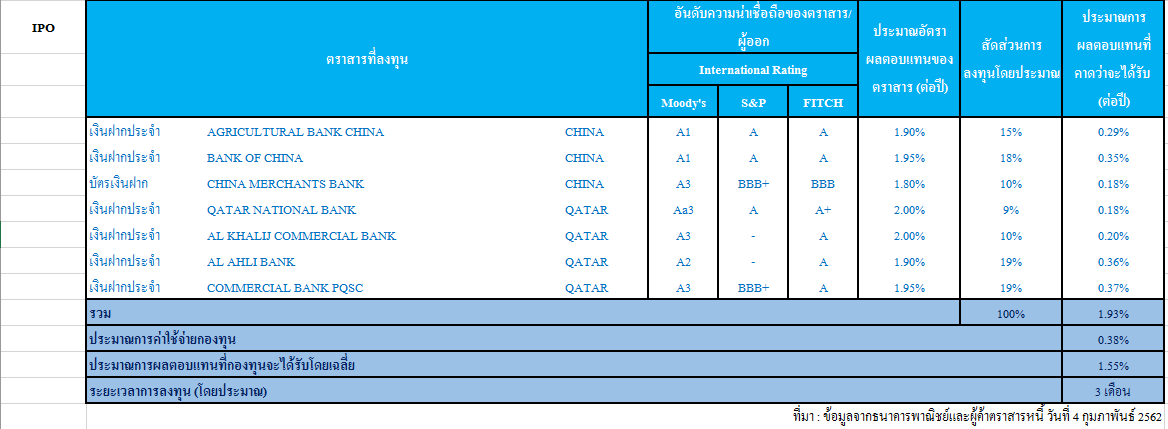 IPO
ตราสารที่ลงทุน
อันดับความน่าเชื่อถือของตราสาร/
ผู้ออก
International Rating
Moody's S&P FITCH
ประมาณอัตรา
ผลตอบแทนของ
ตราสาร (ต่อปี)
สัดส่วนการ
ลงทุนโดยประมาณ
ประมาณการ
ผลตอบแทนที่
คาดว่าจะได้รับ
(ต่อปี)
เงินฝากประจำ AGRICULTURAL BANK CHINA CHINA A1 A A 1.90% 15% 0.29%
เงินฝากประจำ BANK OF CHINA CHINA A1 A A 1.95% 18% 0.35%
บัตรเงินฝาก CHINA MERCHANTS BANK CHINA A3 BBB+ BBB 1.80% 10% 0.18%
เงินฝากประจำ QATAR NATIONAL BANK QATAR Aa3 A A+ 2.00% 9% 0.18%
เงินฝากประจำ AL KHALIJ COMMERCIAL BANK QATAR A3 - A 2.00% 10% 0.20%
เงินฝากประจำ AL AHLI BANK QATAR A2 - A 1.90% 19% 0.36%
เงินฝากประจำ COMMERCIAL BANK PQSC QATAR A3 BBB+ A 1.95% 19% 0.37%
รวม 100% 1.93%
ประมาณการค่าใช้จ่ายกองทุน 0.38%
ประมาณการผลตอบแทนที่กองทุนจะได้รับโดยเฉลี่ย 1.55%
ระยะเวลาการลงทุน (โดยประมาณ) 3 เดือน
ที่มา : ข้อมูลจากธนาคารพาณิชย์และผู้ค้าตราสารหนี้ วันที่ 4 กุมภาพันธ์ 2562